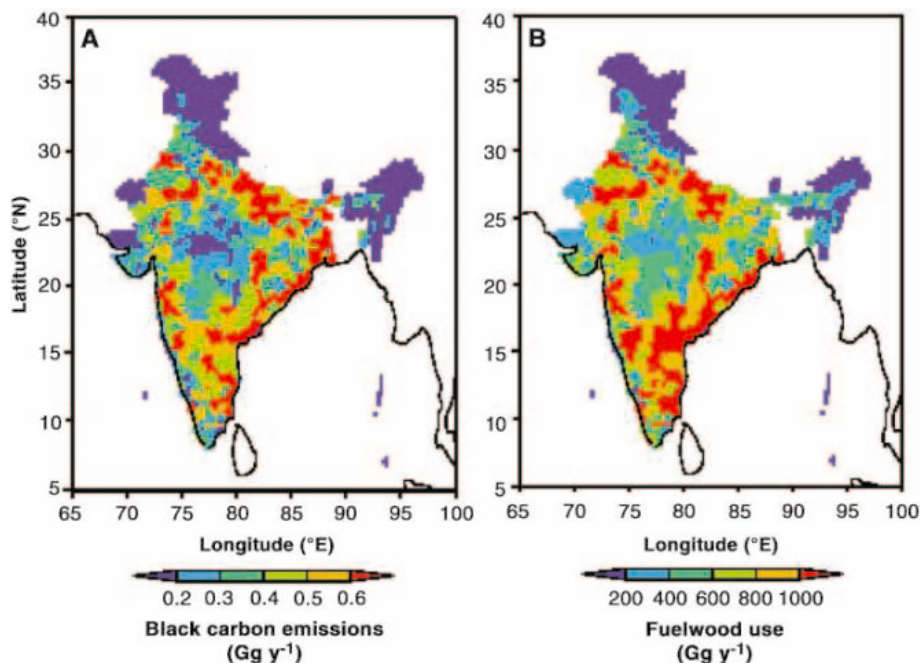 A
B
40
35
30
25
20
15
10
5
Latitude (°N)
65 70 75 80 85 90 95 100
Longitude (°E)
0.2 0.3 0.4 0.5 0.6
Black carbon emissions
(Gg y⁻¹)
40
35
30
25
20
15
10
5
65 70 75 80 85 90 95 100
Longitude (°E)
200 400 600 800 1000
Fuelwood use
(Gg y⁻¹)